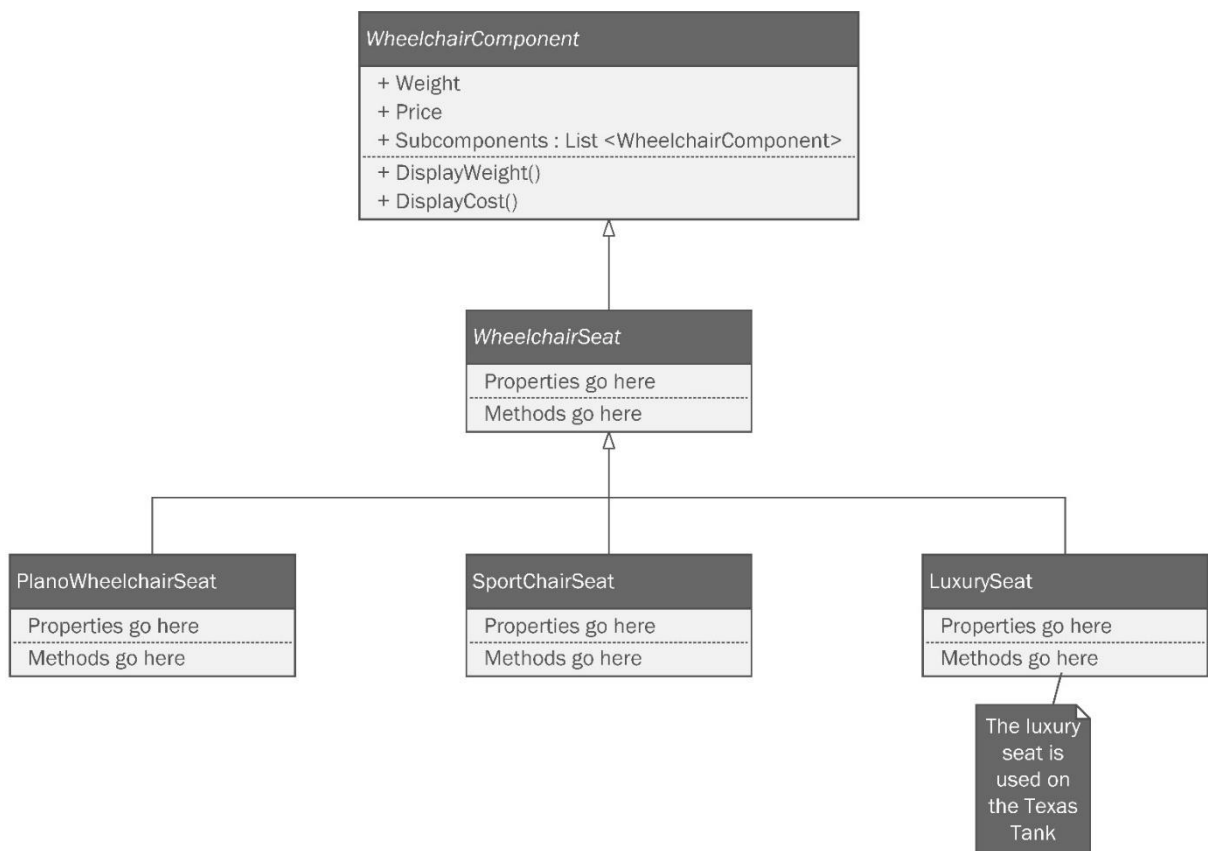 WheelchairComponent
+ Weight
+ Price
+ Subcomponents : List <WheelchairComponent>
+ DisplayWeight()
+ DisplayCost()
WheelchairSeat
Properties go here
Methods go here
PlanoWheelchairSeat
Properties go here
Methods go here
SportChairSeat
Properties go here
Methods go here
LuxurySeat
Properties go here
Methods go here
The luxury
seat is
used on
the Texas
Tank